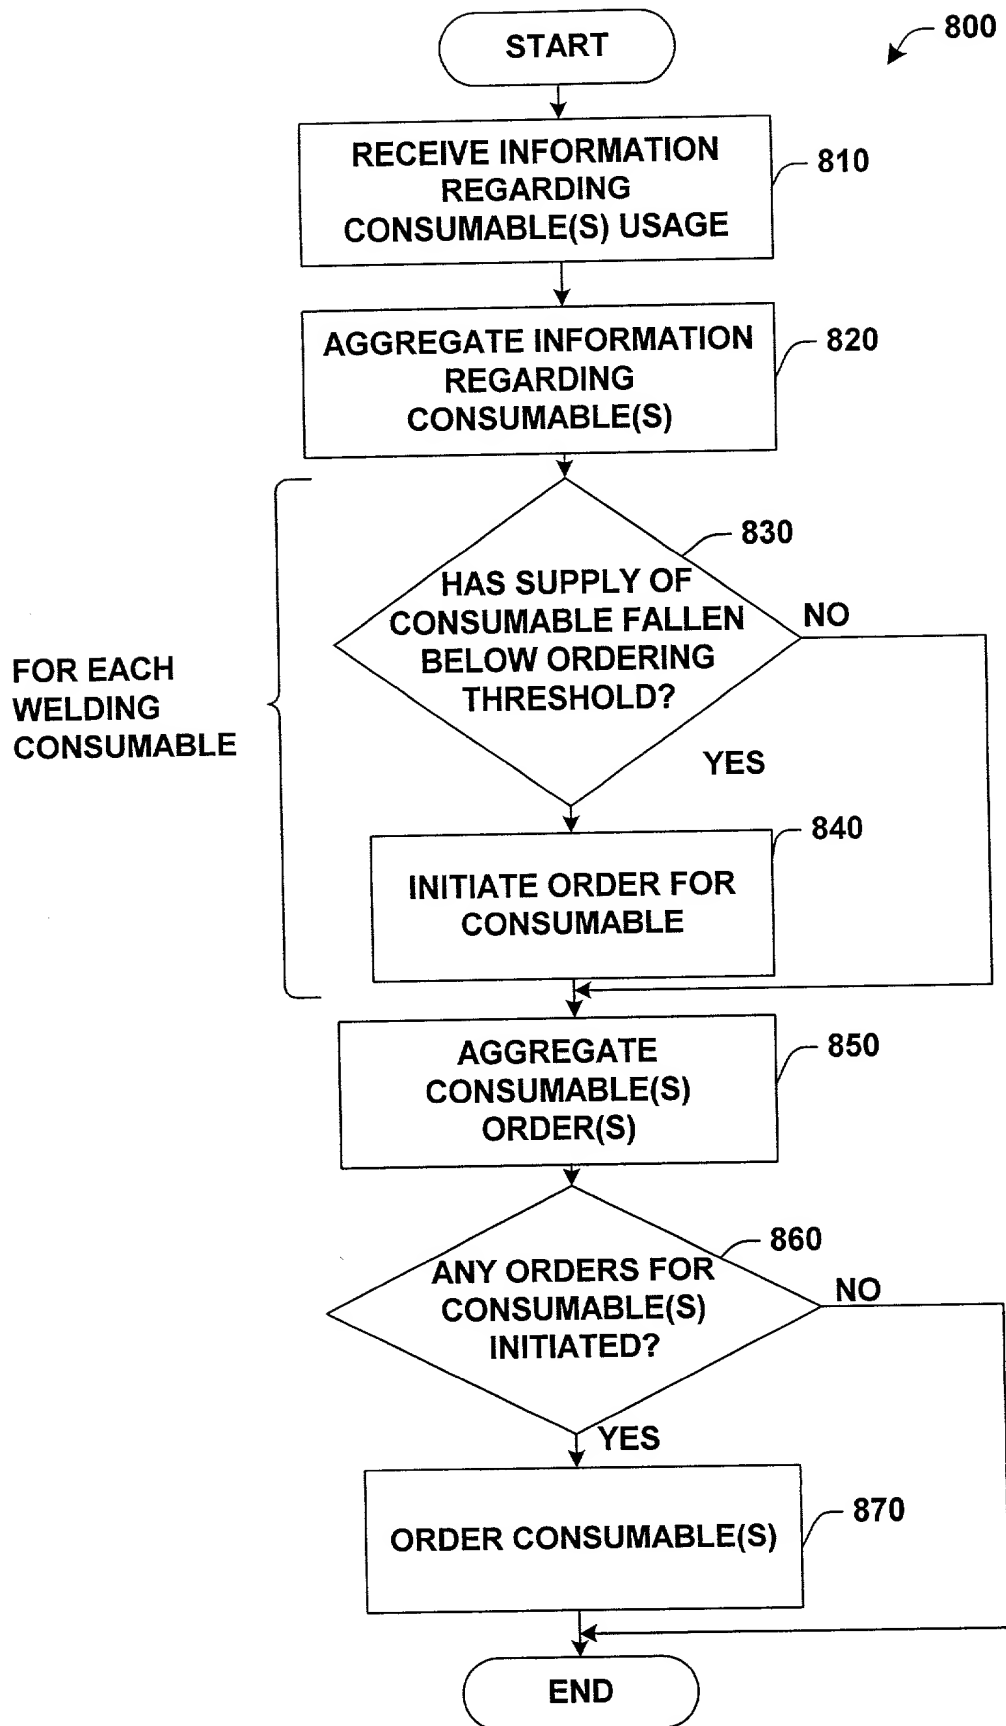 START
800
RECEIVE INFORMATION
REGARDING
CONSUMABLE(S) USAGE
810
AGGREGATE INFORMATION
REGARDING
CONSUMABLE(S)
820
830
HAS SUPPLY OF
CONSUMABLE FALLEN
BELOW ORDERING
THRESHOLD?
NO
FOR EACH
WELDING
CONSUMABLE
YES
840
INITIATE ORDER FOR
CONSUMABLE
850
AGGREGATE
CONSUMABLE(S)
ORDER(S)
860
ANY ORDERS FOR
CONSUMABLE(S)
INITIATED?
NO
YES
870
ORDER CONSUMABLE(S)
END